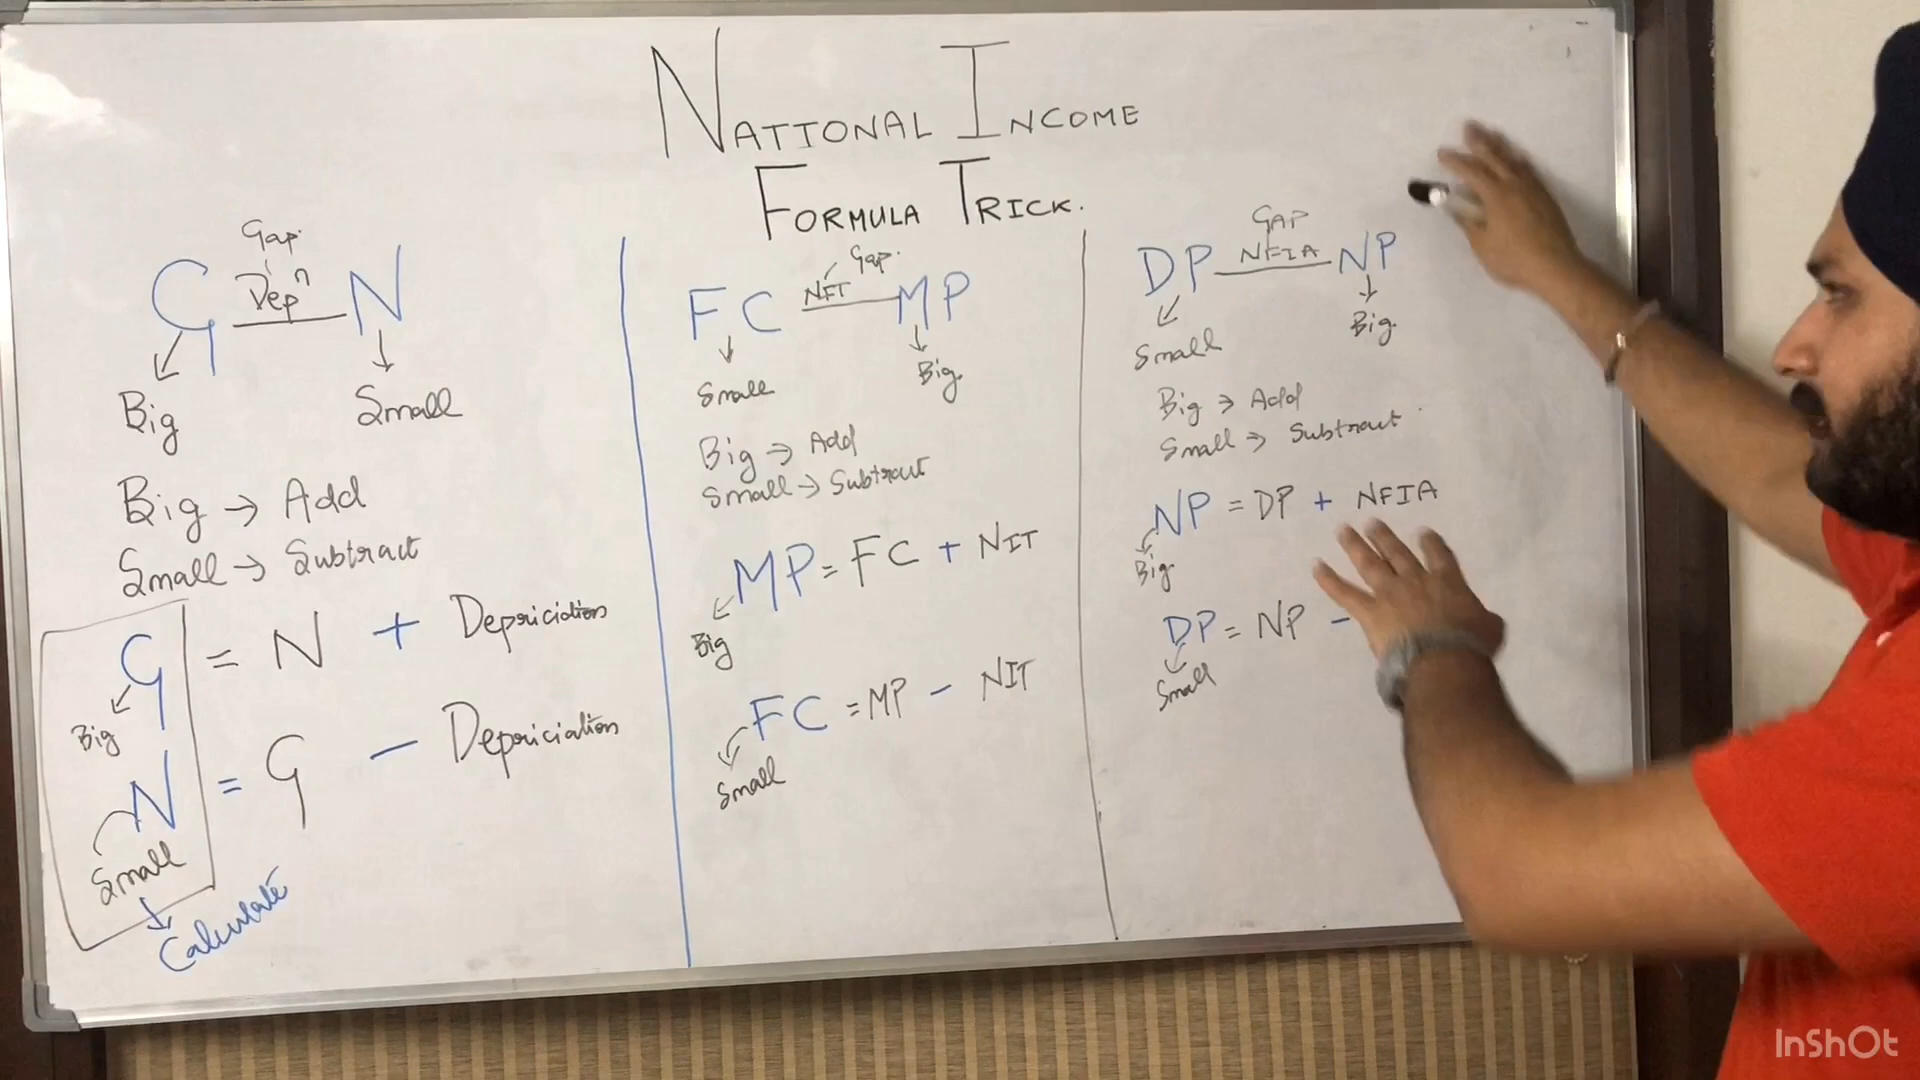 NATIONAL INCOME
FORMULA TRICK.
Gap.
G Depⁿ N
Big Small
Big → Add
Small → Subtract
G = N + Depriciation
Big
N = G - Depriciation
Small
Calculate
Gap.
FC NIT MP
Small Big.
Big → Add
Small → Subtract
MP = FC + NIT
Big
FC = MP - NIT
Small
GAP
DP NFIA NP
Small Big.
Big → Add
Small → Subtract
NP = DP + NFIA
Big.
DP = NP -
Small
InShOt